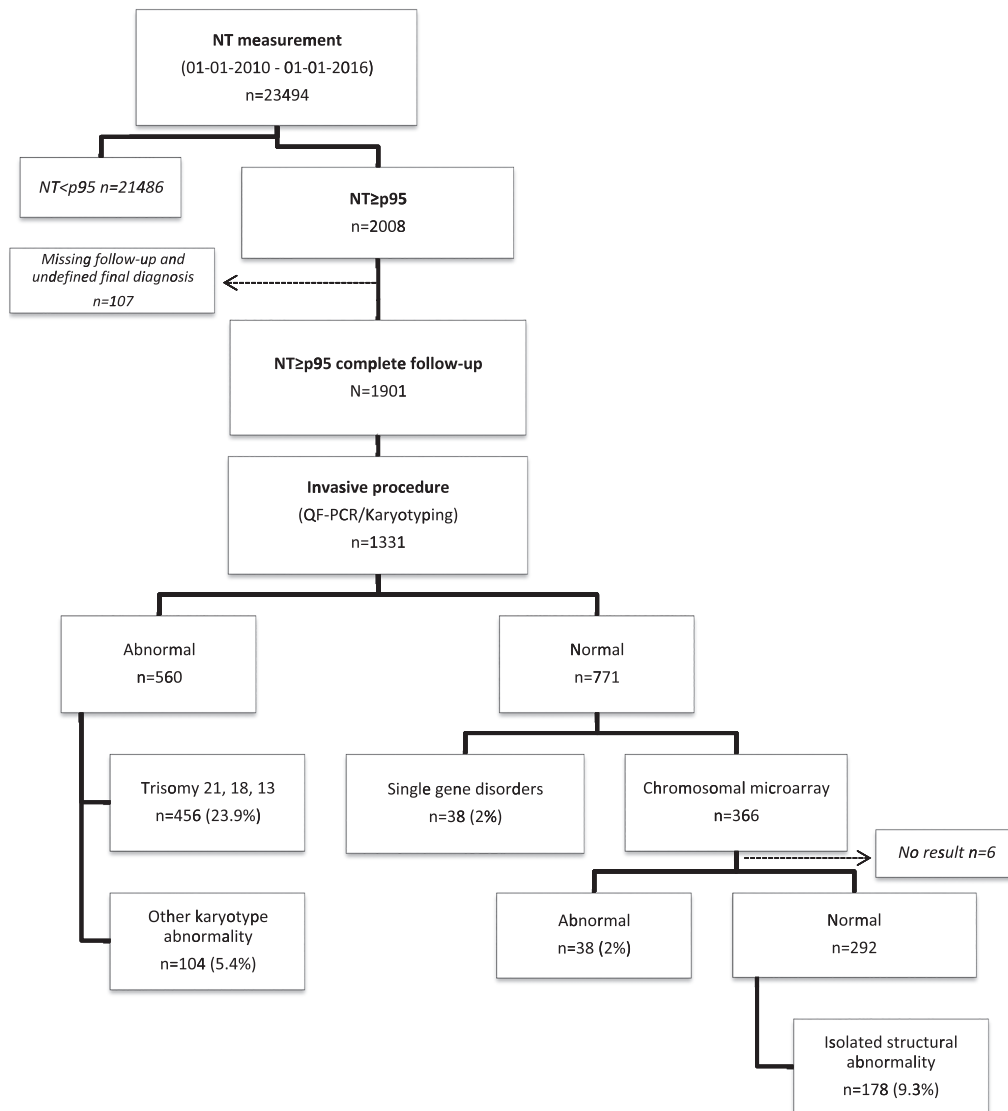 NT measurement
(01-01-2010 - 01-01-2016)
n=23494
NT<p95 n=21486
NT≥p95
n=2008
Missing follow-up and
undefined final diagnosis
n=107
NT≥p95 complete follow-up
N=1901
Invasive procedure
(QF-PCR/Karyotyping)
n=1331
Abnormal
n=560
Normal
n=771
Trisomy 21, 18, 13
n=456 (23.9%)
Single gene disorders
n=38 (2%)
Chromosomal microarray
n=366
No result n=6
Other karyotype
abnormality
n=104 (5.4%)
Abnormal
n=38 (2%)
Normal
n=292
Isolated structural
abnormality
n=178 (9.3%)